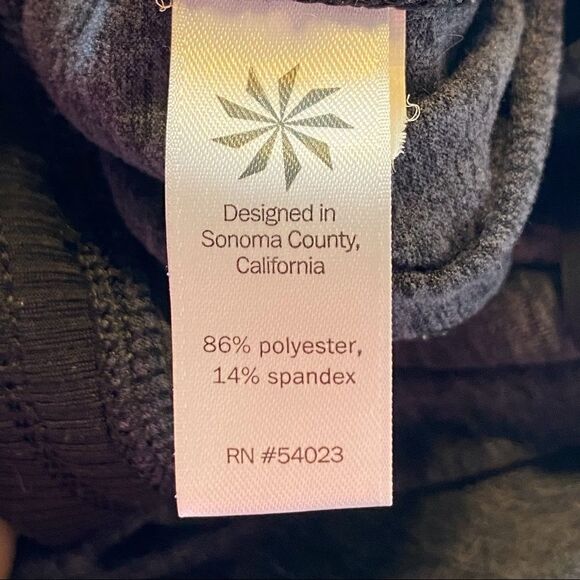 Designed in
Sonoma County,
California
86% polyester,
14% spandex
RN #54023